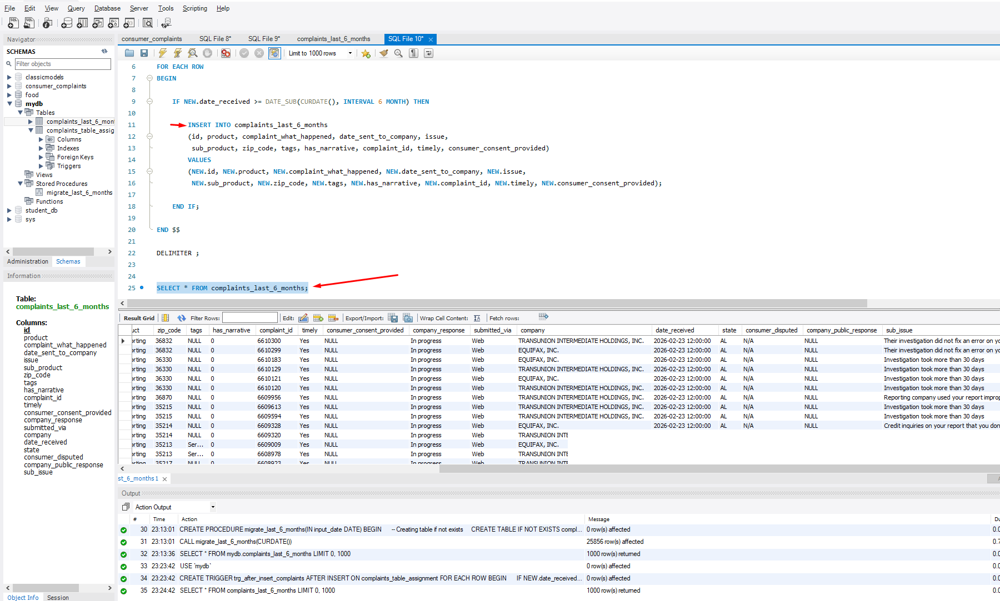 File Edit View Query Database Server Tools Scripting Help
Navigator
SCHEMAS
Filter objects
classicmodels
consumer_complaints
food
mydb
Tables
complaints_last_6_mon
complaints_table_assig
Columns
Indexes
Foreign Keys
Triggers
Views
Stored Procedures
migrate_last_6_months
Functions
student_db
sys
Administration Schemas
Information
Table:
complaints_last_6_months
Columns:
id
product
complaint_what_happened
date_sent_to_company
issue
sub_product
zip_code
tags
has_narrative
complaint_id
timely
consumer_consent_provided
company_response
submitted_via
company
date_received
state
consumer_disputed
company_public_response
sub_issue
Object Info Session
consumer_complaints SQL File 8* SQL File 9* complaints_last_6_months SQL File 10*
Limit to 1000 rows
6 FOR EACH ROW
7 BEGIN
8
9 IF NEW.date_received >= DATE_SUB(CURDATE(), INTERVAL 6 MONTH) THEN
10
11 INSERT INTO complaints_last_6_months
12 (id, product, complaint_what_happened, date_sent_to_company, issue,
13 sub_product, zip_code, tags, has_narrative, complaint_id, timely, consumer_consent_provided)
14 VALUES
15 (NEW.id, NEW.product, NEW.complaint_what_happened, NEW.date_sent_to_company, NEW.issue,
16 NEW.sub_product, NEW.zip_code, NEW.tags, NEW.has_narrative, NEW.complaint_id, NEW.timely, NEW.consumer_consent_provided);
17
18 END IF;
19
20 END $$
21
22 DELIMITER ;
23
24
25 SELECT * FROM complaints_last_6_months;
Result Grid Filter Rows: Edit: Export/Import: Wrap Cell Content: Fetch rows:
uct zip_code tags has_narrative complaint_id timely consumer_consent_provided company_response submitted_via company date_received state consumer_disputed company_public_response sub_issue
orting 36832 NULL 0 6610300 Yes NULL In progress Web TRANSUNION INTERMEDIATE HOLDINGS, INC. 2026-02-23 12:00:00 AL N/A NULL Their investigation did not fix an error on yo
orting 36832 NULL 0 6610299 Yes NULL In progress Web EQUIFAX, INC. 2026-02-23 12:00:00 AL N/A NULL Their investigation did not fix an error on yo
orting 36330 NULL 0 6610183 Yes NULL In progress Web EQUIFAX, INC. 2026-02-23 12:00:00 AL N/A NULL Investigation took more than 30 days
orting 36330 NULL 0 6610129 Yes NULL In progress Web TRANSUNION INTERMEDIATE HOLDINGS, INC. 2026-02-23 12:00:00 AL N/A NULL Investigation took more than 30 days
orting 36330 NULL 0 6610121 Yes NULL In progress Web EQUIFAX, INC. 2026-02-23 12:00:00 AL N/A NULL Investigation took more than 30 days
orting 36330 NULL 0 6610120 Yes NULL In progress Web TRANSUNION INTERMEDIATE HOLDINGS, INC. 2026-02-23 12:00:00 AL N/A NULL Investigation took more than 30 days
orting 36870 NULL 0 6609956 Yes NULL In progress Web TRANSUNION INTERMEDIATE HOLDINGS, INC. 2026-02-23 12:00:00 AL N/A NULL Reporting company used your report improp
orting 35215 NULL 0 6609613 Yes NULL In progress Web TRANSUNION INTERMEDIATE HOLDINGS, INC. 2026-02-23 12:00:00 AL N/A NULL Investigation took more than 30 days
orting 35215 NULL 0 6609594 Yes NULL In progress Web TRANSUNION INTERMEDIATE HOLDINGS, INC. 2026-02-23 12:00:00 AL N/A NULL Investigation took more than 30 days
orting 35214 NULL 0 6609328 Yes NULL In progress Web EQUIFAX, INC. 2026-02-23 12:00:00 AL N/A NULL Credit inquiries on your report that you don
orting 35214 NULL 0 6609320 Yes NULL In progress Web TRANSUNION INTE
orting 35213 Ser... 0 6609009 Yes NULL In progress Web EQUIFAX, INC.
orting 35213 Ser... 0 6608978 Yes NULL In progress Web TRANSUNION INTE
orting 35217 NULL 0 6608923 Yes NULL In progress Web TRANSUNION INTE
st_6_months 1
Output
Action Output
# Time Action Message Du
30 23:13:01 CREATE PROCEDURE migrate_last_6_months(IN input_date DATE) BEGIN -- Creating table if not exists CREATE TABLE IF NOT EXISTS compl... 0 row(s) affected 0.0
31 23:13:01 CALL migrate_last_6_months(CURDATE()) 25856 row(s) affected 0.7
32 23:13:36 SELECT * FROM mydb.complaints_last_6_months LIMIT 0, 1000 1000 row(s) returned 0.0
33 23:23:42 USE `mydb` 0 row(s) affected 0.0
34 23:23:42 CREATE TRIGGER trg_after_insert_complaints AFTER INSERT ON complaints_table_assignment FOR EACH ROW BEGIN IF NEW.date_received... 0 row(s) affected 0.0
35 23:24:42 SELECT * FROM complaints_last_6_months LIMIT 0, 1000 1000 row(s) returned 0.0